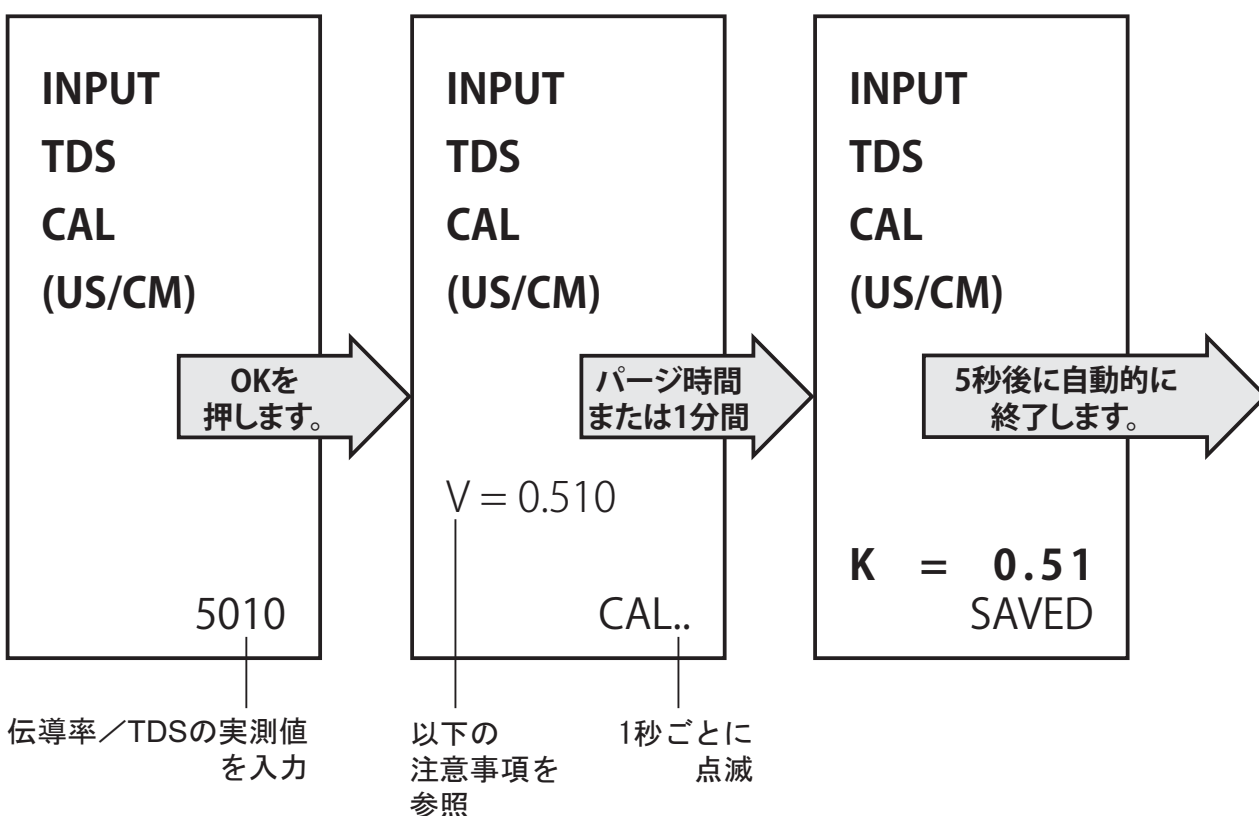 INPUT
TDS
CAL
(US/CM)
5010
OKを
押します。
INPUT
TDS
CAL
(US/CM)
V = 0.510
CAL..
パージ時間
または1分間
INPUT
TDS
CAL
(US/CM)
K = 0.51
SAVED
5秒後に自動的に
終了します。
伝導率／TDSの実測値
を入力
以下の
注意事項を
参照
1秒ごとに
点滅